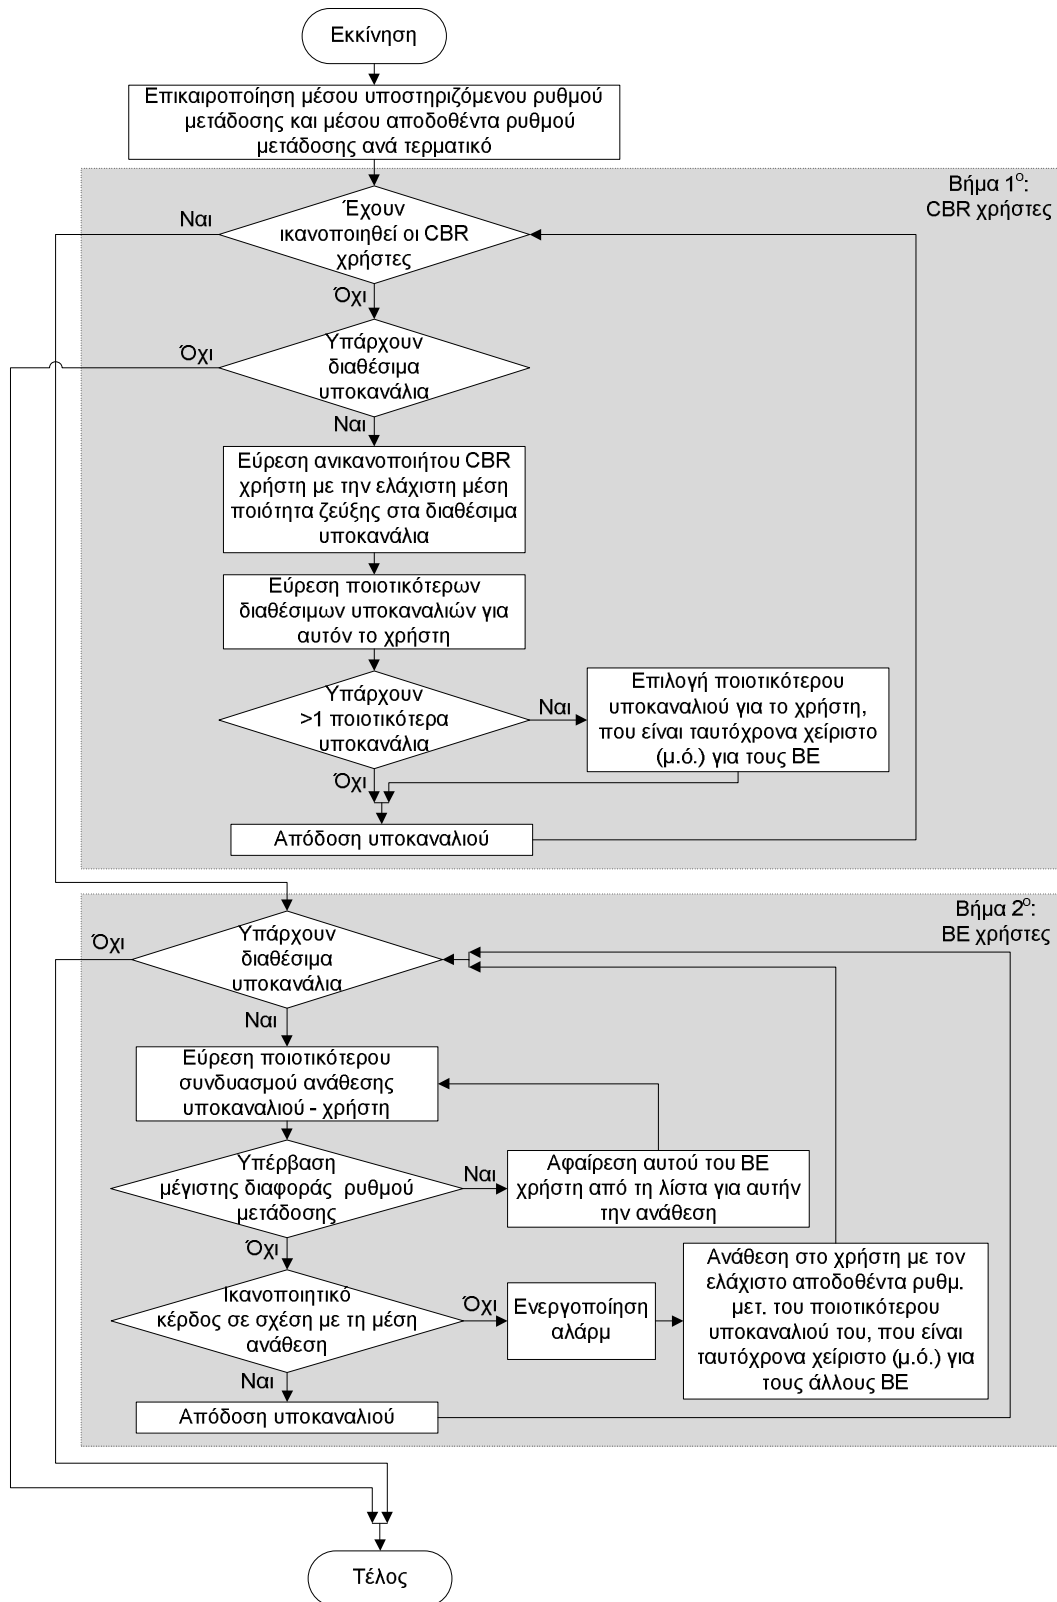 Εκκίνηση
Επικαιροποίηση μέσου υποστηριζόμενου ρυθμού
μετάδοσης και μέσου αποδοθέντα ρυθμού
μετάδοσης ανά τερματικό
Βήμα 1ο:
CBR χρήστες
Ναι
Έχουν
ικανοποιηθεί οι CBR
χρήστες
Όχι
Όχι
Υπάρχουν
διαθέσιμα
υποκανάλια
Ναι
Εύρεση ανικανοποιήτου CBR
χρήστη με την ελάχιστη μέση
ποιότητα ζεύξης στα διαθέσιμα
υποκανάλια
Εύρεση ποιοτικότερων
διαθέσιμων υποκαναλιών για
αυτόν το χρήστη
Υπάρχουν
>1 ποιοτικότερα
υποκανάλια
Ναι
Επιλογή ποιοτικότερου
υποκαναλιού για το χρήστη,
που είναι ταυτόχρονα χείριστο
(μ.ό.) για τους BE
Όχι
Απόδοση υποκαναλιού
Βήμα 2ο:
BE χρήστες
Όχι
Υπάρχουν
διαθέσιμα
υποκανάλια
Ναι
Εύρεση ποιοτικότερου
συνδυασμού ανάθεσης
υποκαναλιού - χρήστη
Υπέρβαση
μέγιστης διαφοράς ρυθμού
μετάδοσης
Ναι
Αφαίρεση αυτού του BE
χρήστη από τη λίστα για αυτήν
την ανάθεση
Όχι
Ικανοποιητικό
κέρδος σε σχέση με τη μέση
ανάθεση
Όχι
Ενεργοποίηση
αλάρμ
Ανάθεση στο χρήστη με τον
ελάχιστο αποδοθέντα ρυθμ.
μετ. του ποιοτικότερου
υποκαναλιού του, που είναι
ταυτόχρονα χείριστο (μ.ό.) για
τους άλλους BE
Ναι
Απόδοση υποκαναλιού
Τέλος